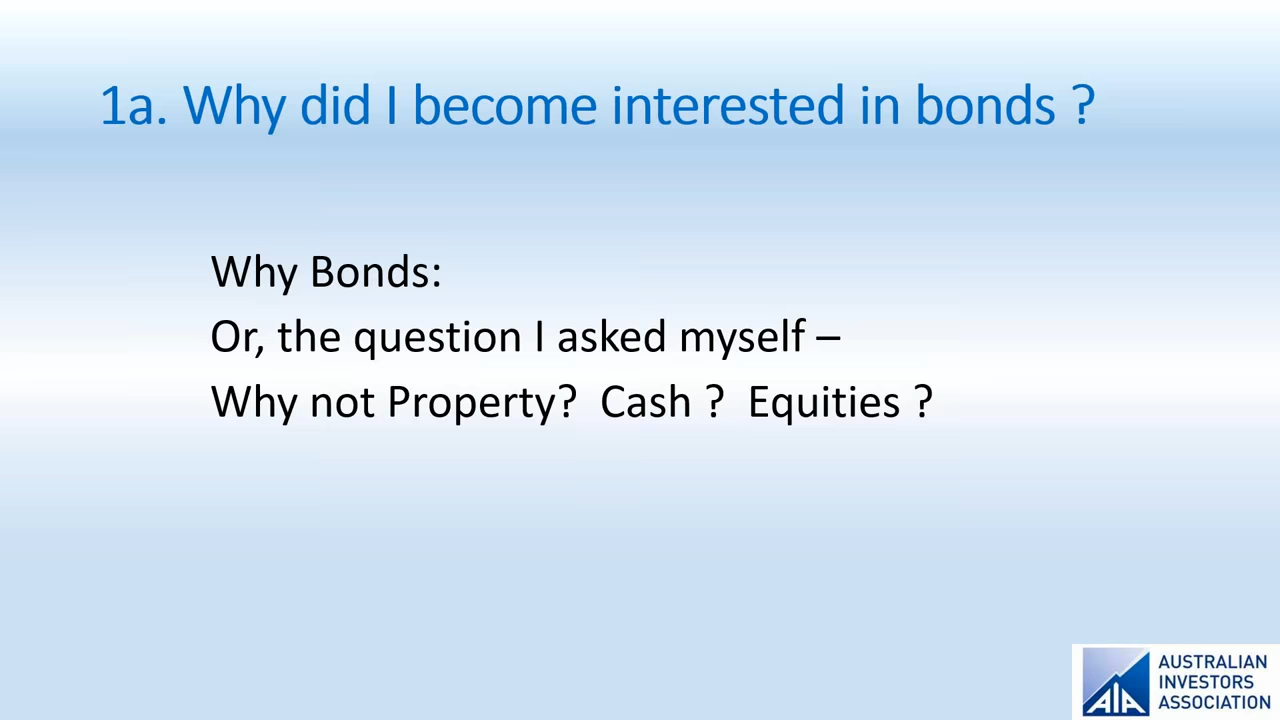 1a. Why did I become interested in bonds ?
Why Bonds:
Or, the question I asked myself –
Why not Property?  Cash ?  Equities ?
AIA
AUSTRALIAN
INVESTORS
ASSOCIATION